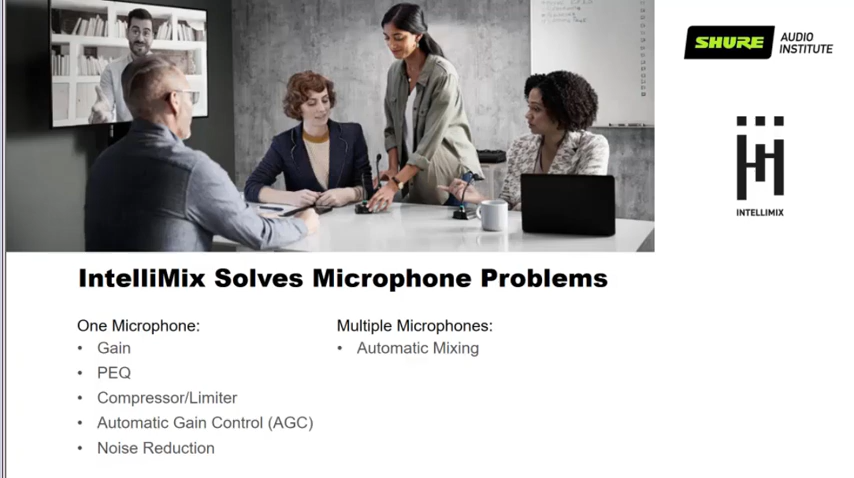 SHURE AUDIO
INSTITUTE
INTELLIMIX
IntelliMix Solves Microphone Problems
One Microphone:
• Gain
• PEQ
• Compressor/Limiter
• Automatic Gain Control (AGC)
• Noise Reduction
Multiple Microphones:
• Automatic Mixing